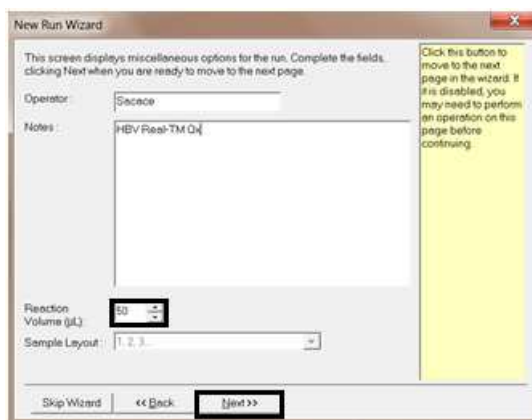 New Run Wizard
This screen displays miscellaneous options for the run. Complete the fields,
clicking Next when you are ready to move to the next page.
Operator : Sacace
Notes : HBV Real-TM Qx
Reaction
Volume (µL): 50
Sample Layout : 1, 2, 3...
Skip Wizard << Back Next >>
Click this button to
move to the next
page in the wizard. If
it is disabled, you
may need to perform
an operation on this
page before
continuing.